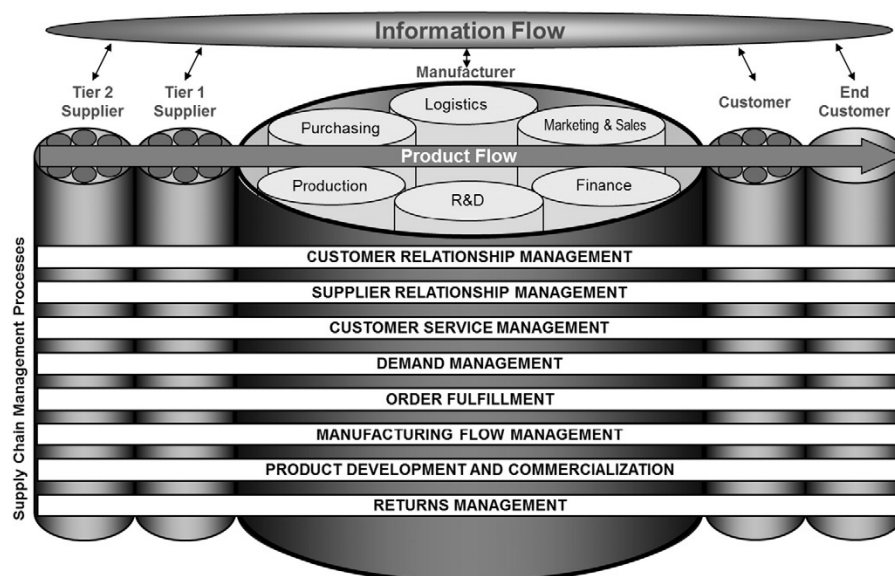 Information Flow
Tier 2
Supplier
Tier 1
Supplier
Manufacturer
Customer
End
Customer
Logistics
Purchasing
Marketing & Sales
Product Flow
Production
R&D
Finance
Supply Chain Management Processes
CUSTOMER RELATIONSHIP MANAGEMENT
SUPPLIER RELATIONSHIP MANAGEMENT
CUSTOMER SERVICE MANAGEMENT
DEMAND MANAGEMENT
ORDER FULFILLMENT
MANUFACTURING FLOW MANAGEMENT
PRODUCT DEVELOPMENT AND COMMERCIALIZATION
RETURNS MANAGEMENT